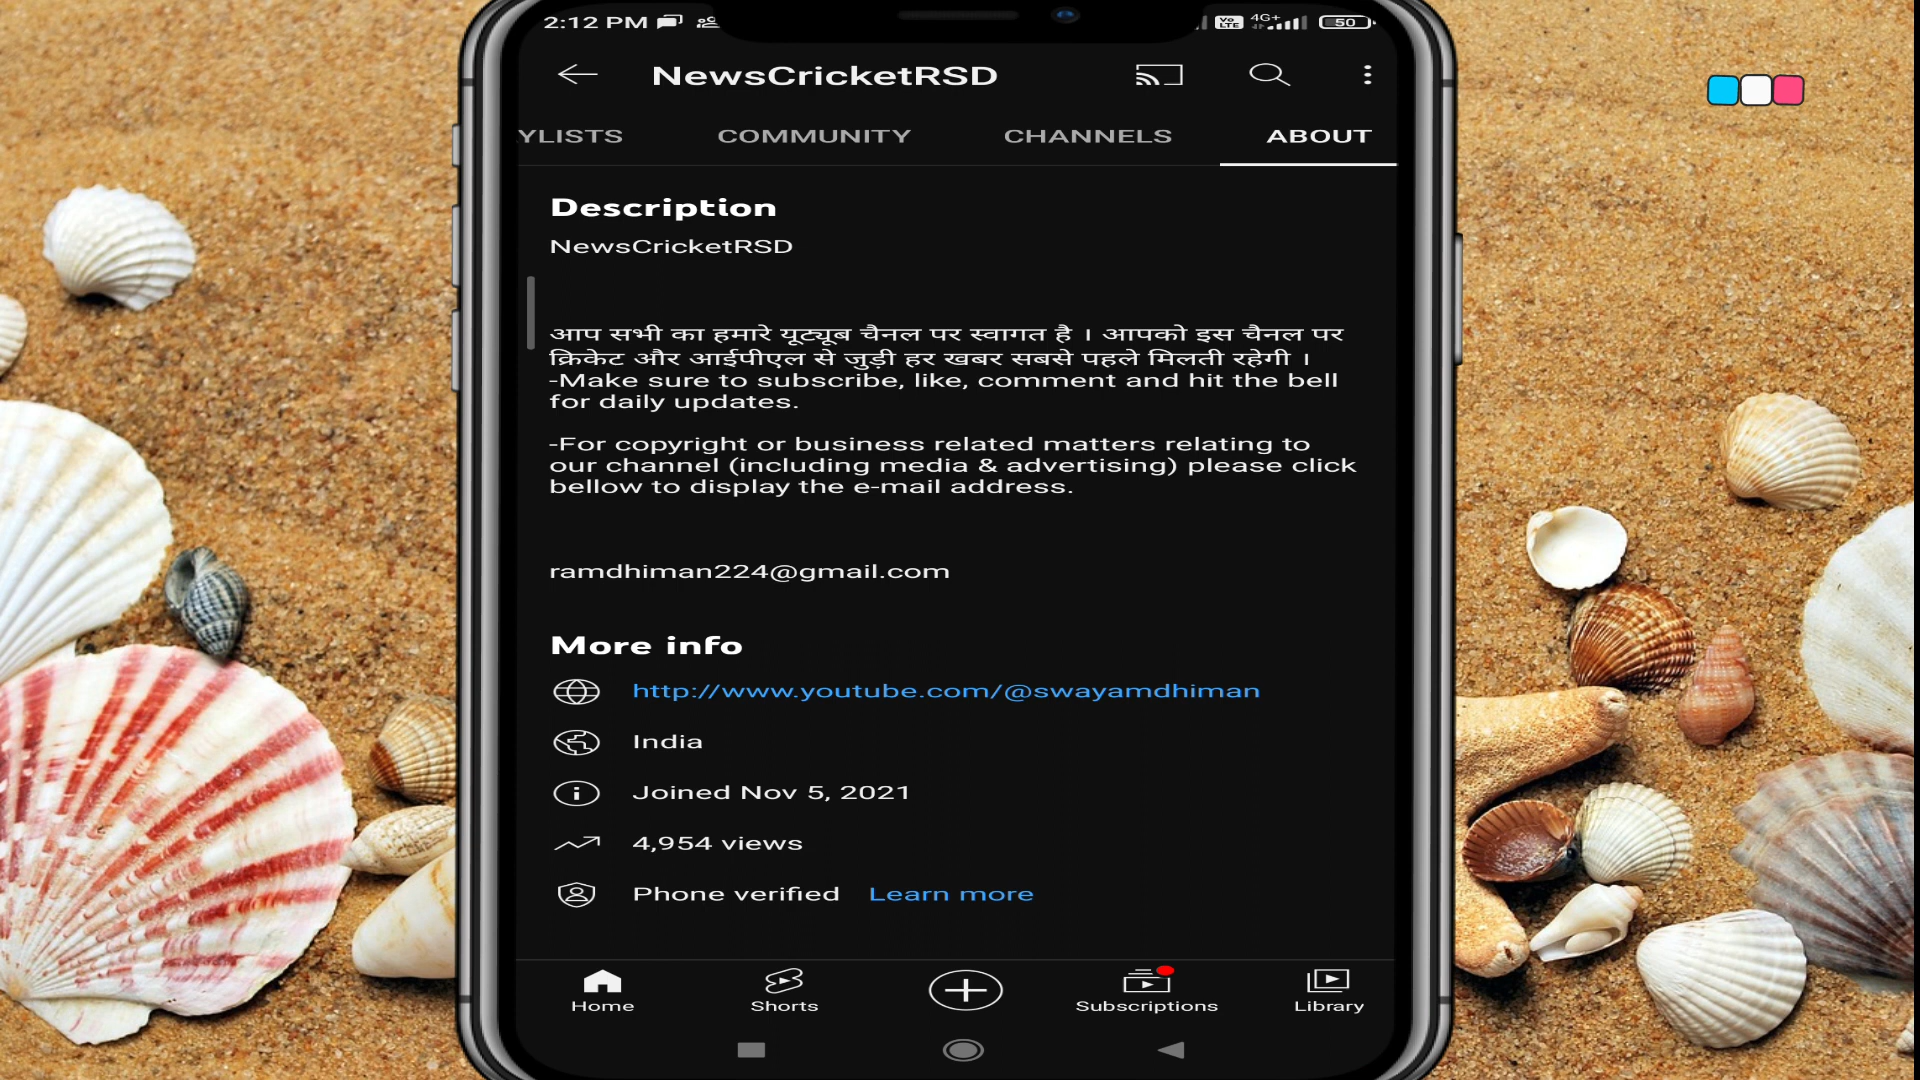 2:12 PM
Vo LTE 4G+ 50
NewsCricketRSD
YLISTS COMMUNITY CHANNELS ABOUT
Description
NewsCricketRSD
आप सभी का हमारे यूट्यूब चैनल पर स्वागत है । आपको इस चैनल पर
क्रिकेट और आईपीएल से जुड़ी हर खबर सबसे पहले मिलती रहेगी ।
-Make sure to subscribe, like, comment and hit the bell
for daily updates.
-For copyright or business related matters relating to
our channel (including media & advertising) please click
bellow to display the e-mail address.
ramdhiman224@gmail.com
More info
http://www.youtube.com/@swayamdhiman
India
Joined Nov 5, 2021
4,954 views
Phone verified Learn more
Home Shorts Subscriptions Library